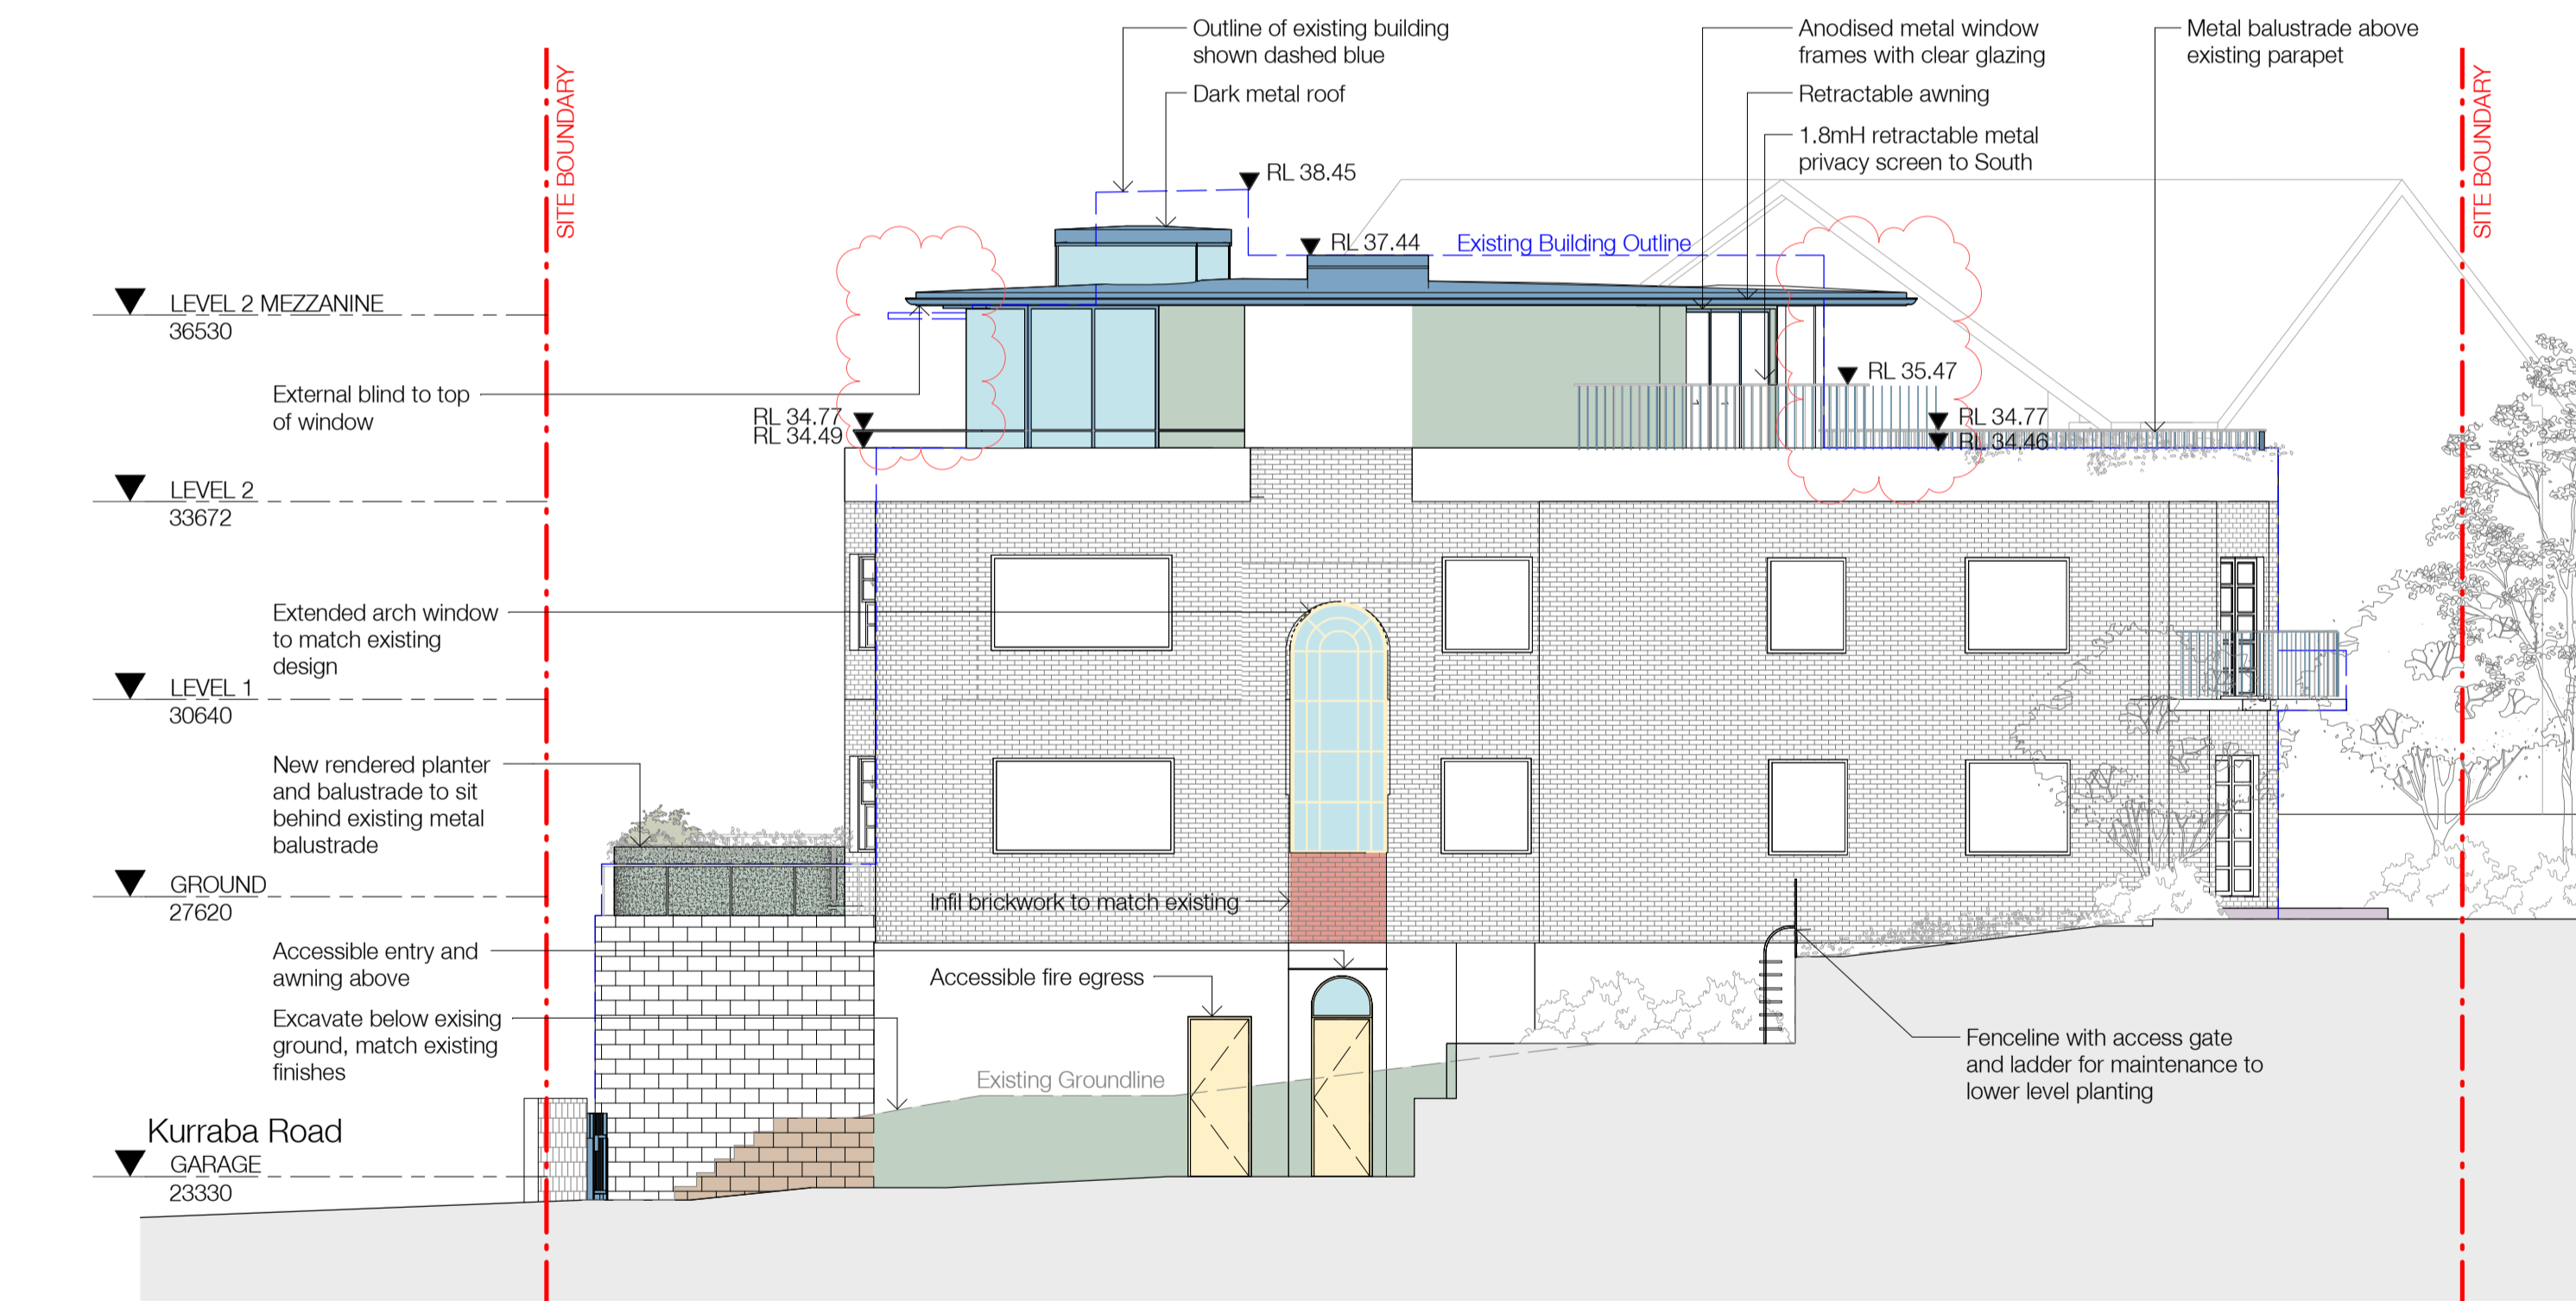 Outline of existing building
shown dashed blue
Dark metal roof
Anodised metal window
frames with clear glazing
Retractable awning
1.8mH retractable metal
privacy screen to South
Metal balustrade above
existing parapet
SITE BOUNDARY
SITE BOUNDARY
RL 38.45
RL 37.44
Existing Building Outline
LEVEL 2 MEZZANINE
36530
External blind to top
of window
RL 34.77
RL 34.49
RL 35.47
RL 34.77
RL 34.46
LEVEL 2
33672
Extended arch window
to match existing
design
LEVEL 1
30640
New rendered planter
and balustrade to sit
behind existing metal
balustrade
GROUND
27620
Infil brickwork to match existing
Accessible entry and
awning above
Accessible fire egress
Excavate below exising
ground, match existing
finishes
Existing Groundline
Fenceline with access gate
and ladder for maintenance to
lower level planting
Kurraba Road
GARAGE
23330